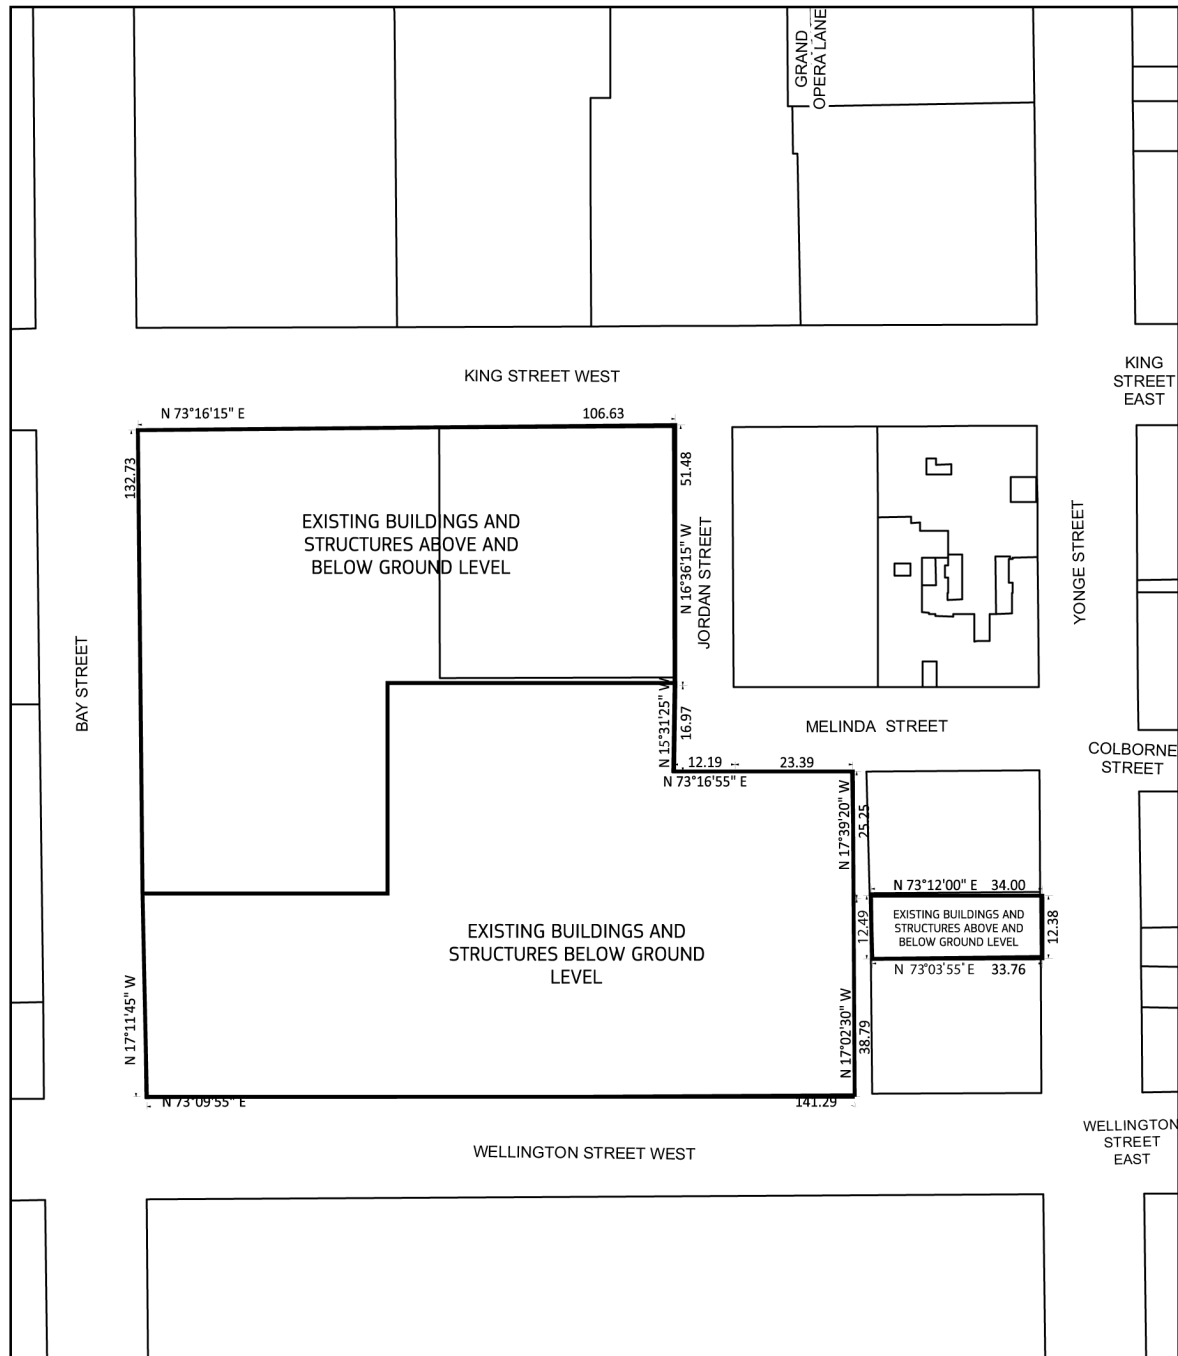 GRAND
OPERA LANE
KING STREET WEST
KING
STREET
EAST
N 73°16'15" E
106.63
132.73
51.48
EXISTING BUILDINGS AND
STRUCTURES ABOVE AND
BELOW GROUND LEVEL
N 16°36'15" W
JORDAN STREET
YONGE STREET
BAY STREET
N 15°31'25" W
16.97
MELINDA STREET
COLBORNE
STREET
12.19
23.39
N 73°16'55" E
N 17°39'20" W
25.25
N 73°12'00" E 34.00
EXISTING BUILDINGS AND
STRUCTURES ABOVE AND
BELOW GROUND LEVEL
12.49
12.38
N 73°03'55" E 33.76
EXISTING BUILDINGS AND
STRUCTURES BELOW GROUND
LEVEL
N 17°11'45" W
N 17°02'30" W
38.79
N 73°09'55" E
141.29
WELLINGTON STREET WEST
WELLINGTON
STREET
EAST